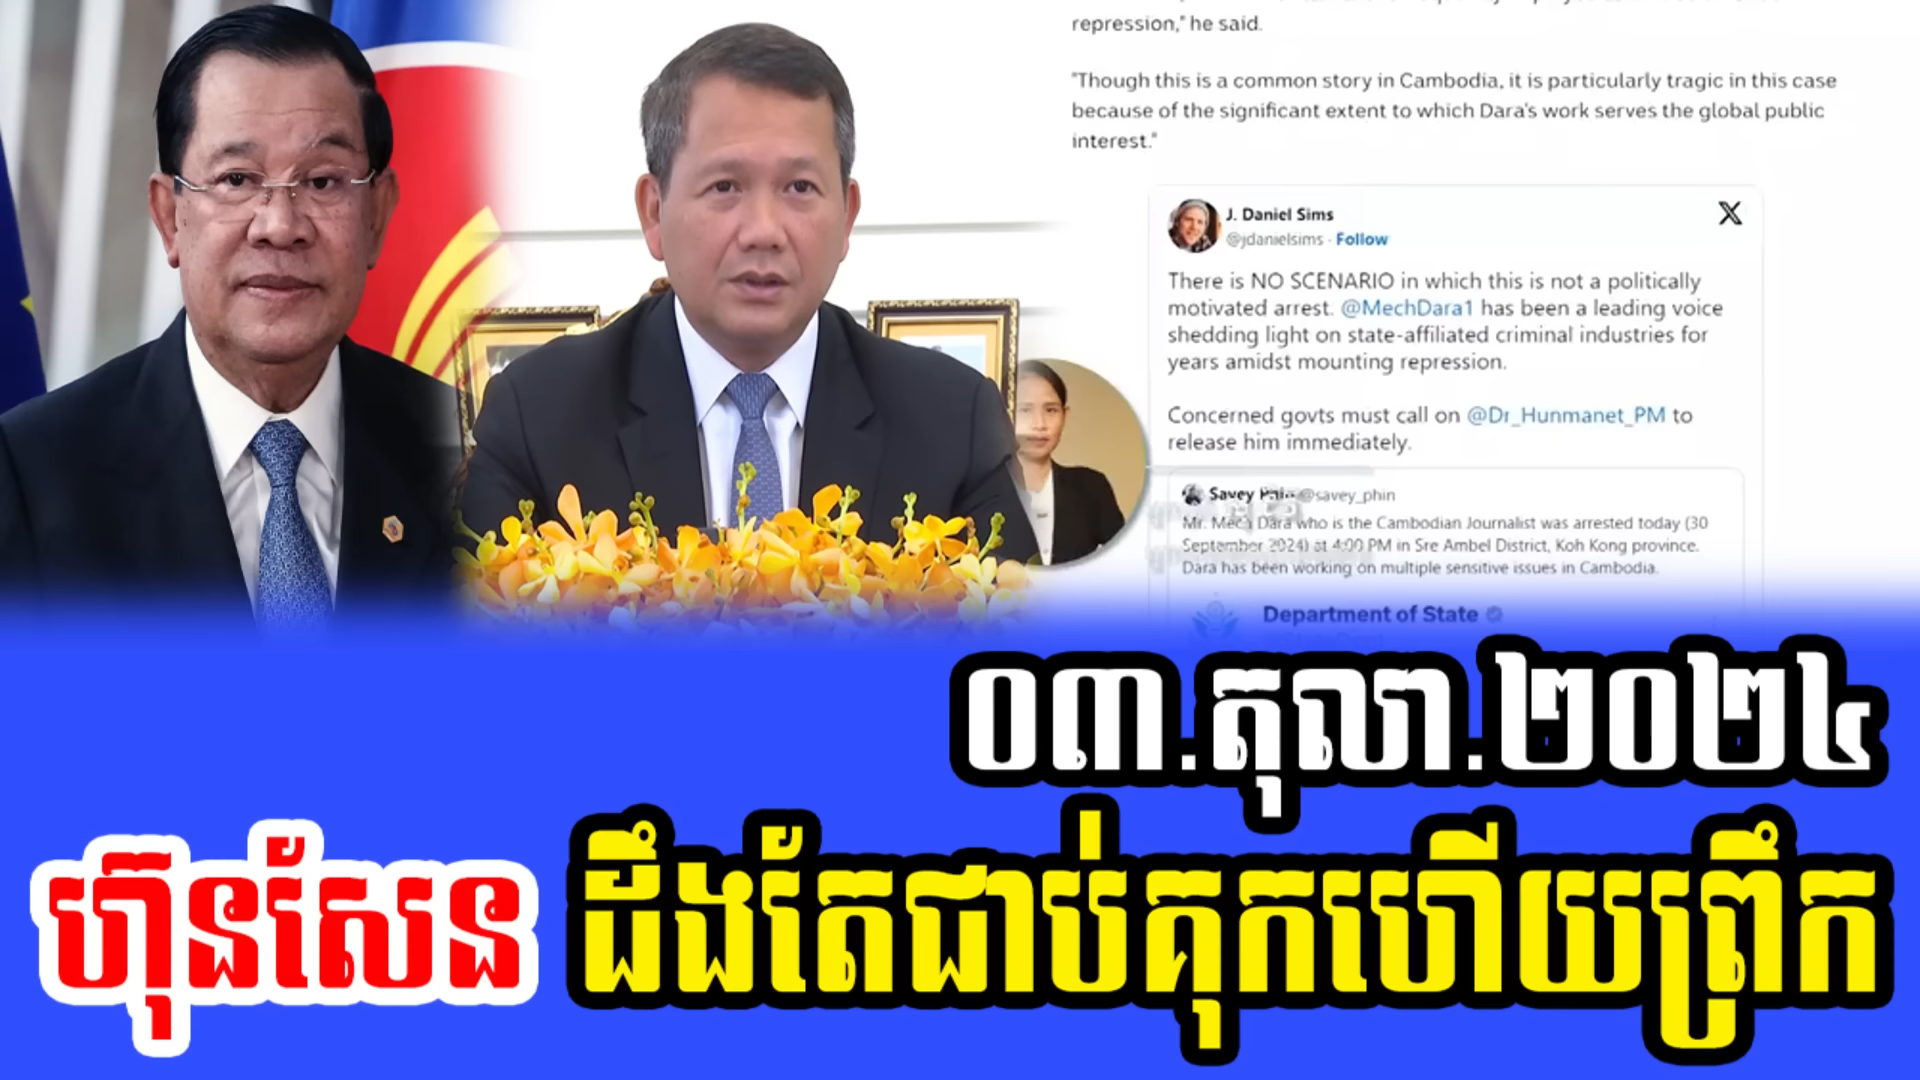 repression," he said.
"Though this is a common story in Cambodia, it is particularly tragic in this case
because of the significant extent to which Dara's work serves the global public
interest."
J. Daniel Sims
@jdanielsims · Follow
There is NO SCENARIO in which this is not a politically
motivated arrest. @MechDara1 has been a leading voice
shedding light on state-affiliated criminal industries for
years amidst mounting repression.
Concerned govts must call on @Dr_Hunmanet_PM to
release him immediately.
Savey Phin @savey_phin
Mr. Mech Dara who is the Cambodian Journalist was arrested today (30
September 2024) at 4:00 PM in Sre Ambel District, Koh Kong province.
Dara has been working on multiple sensitive issues in Cambodia.
Department of State
០៣.តុលា.២០២៤
ហ៊ុនសែន ដឹងតែជាប់គុកហើយព្រឹក